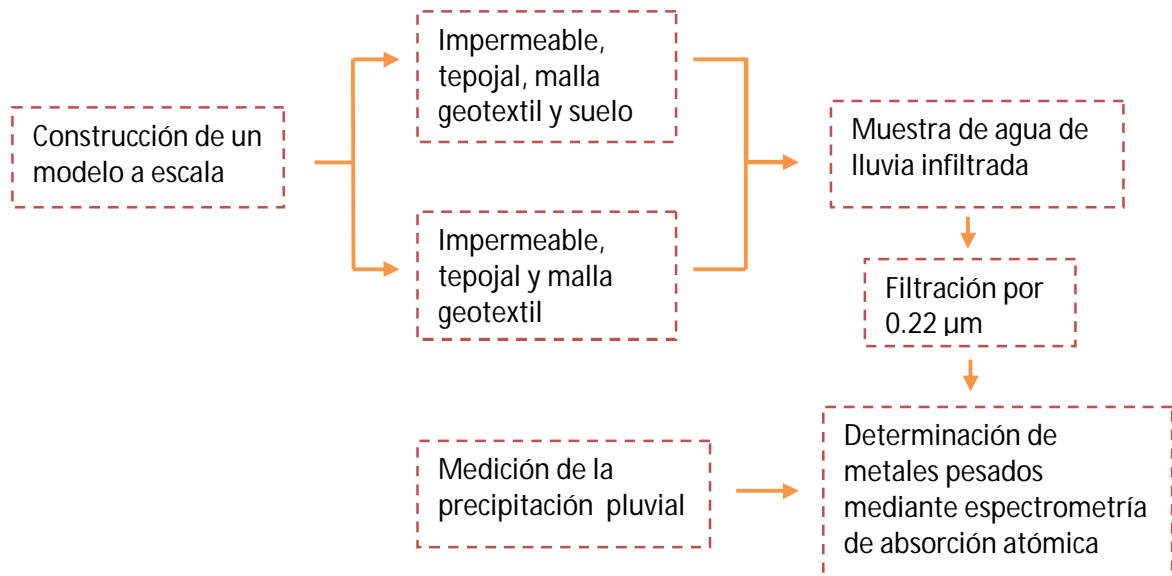 Construcción de un
modelo a escala
Impermeable,
tepojal, malla
geotextil y suelo
Impermeable,
tepojal y malla
geotextil
Muestra de agua de
lluvia infiltrada
Filtración por
0.22 µm
Medición de la
precipitación pluvial
Determinación de
metales pesados
mediante espectrometría
de absorción atómica